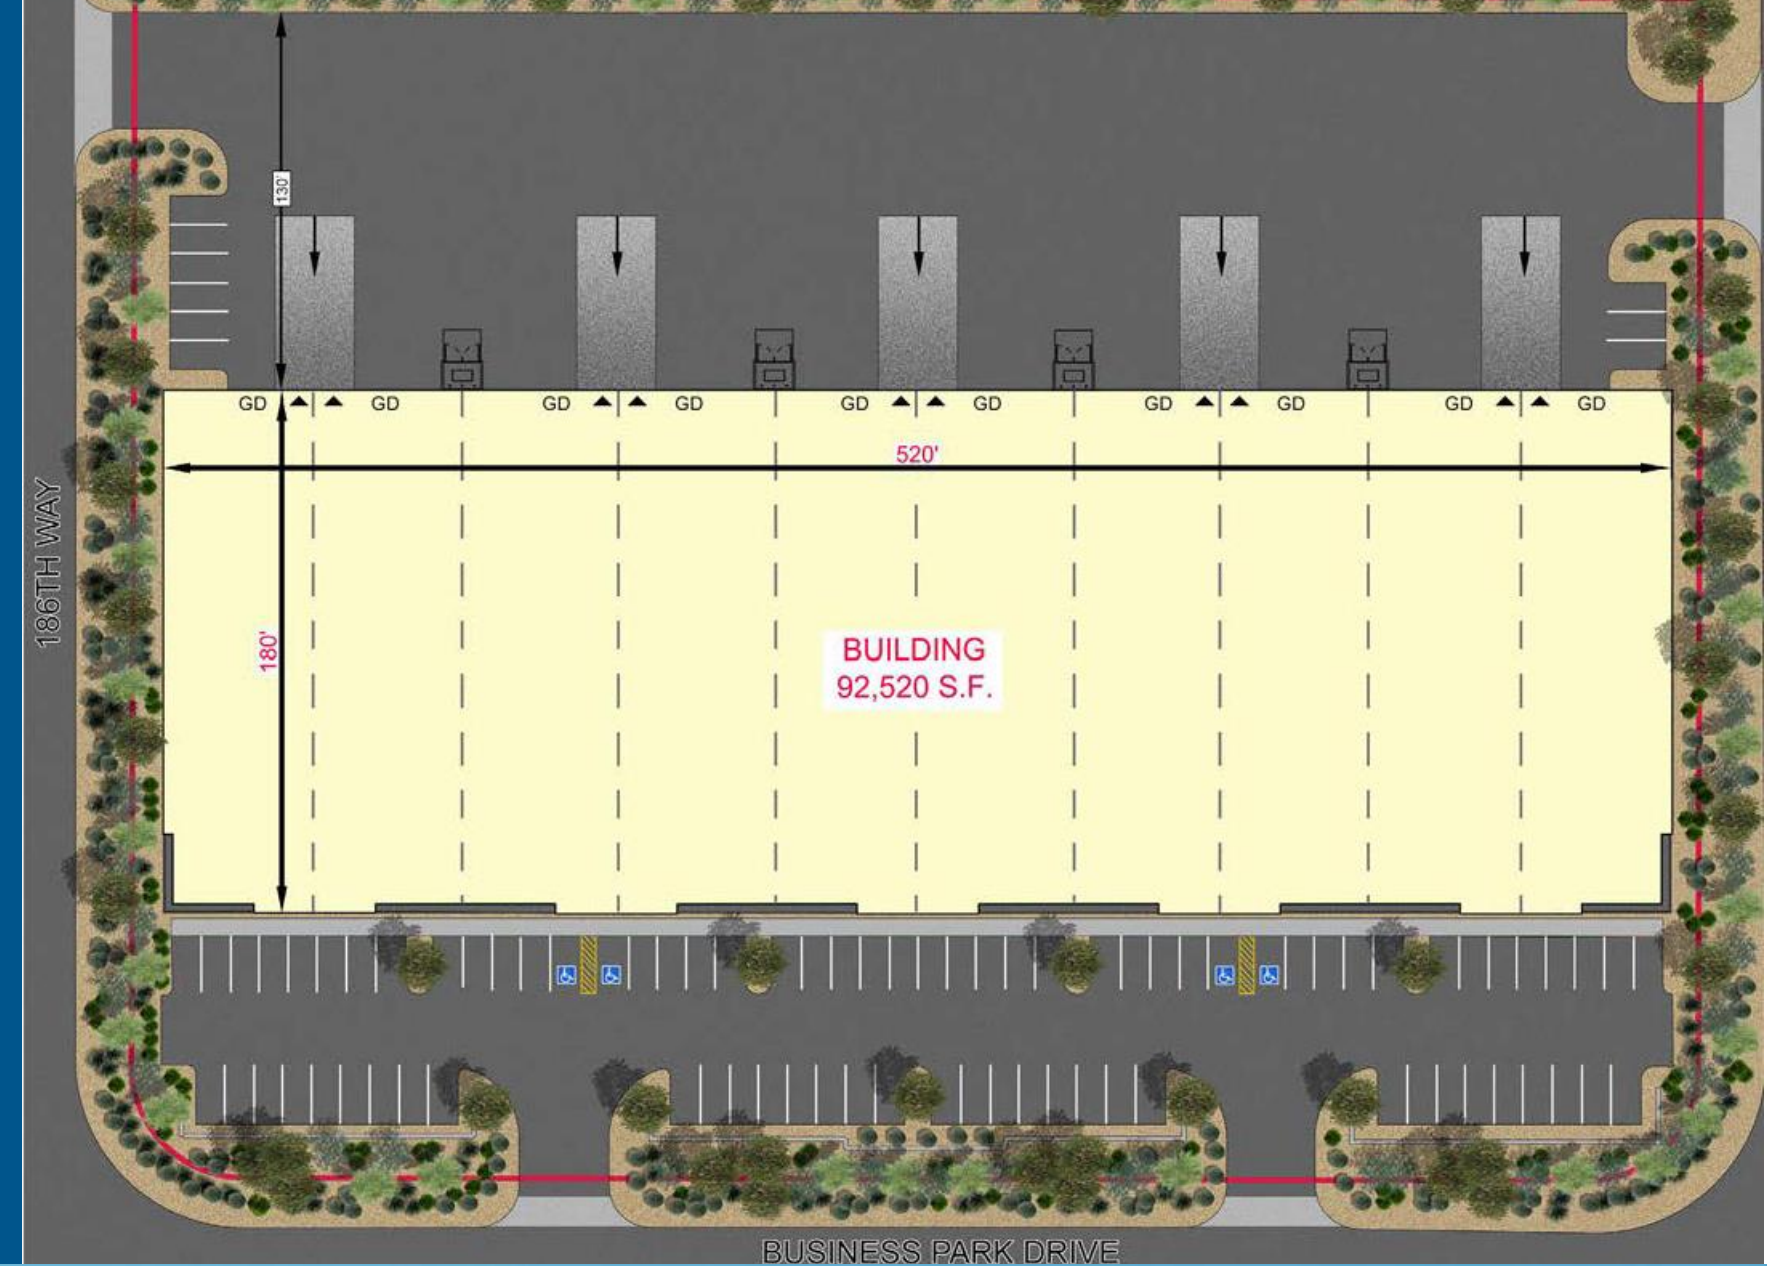 130'
GD GD GD GD GD GD GD GD GD GD
520'
186TH WAY
180'
BUILDING
92,520 S.F.
BUSINESS PARK DRIVE